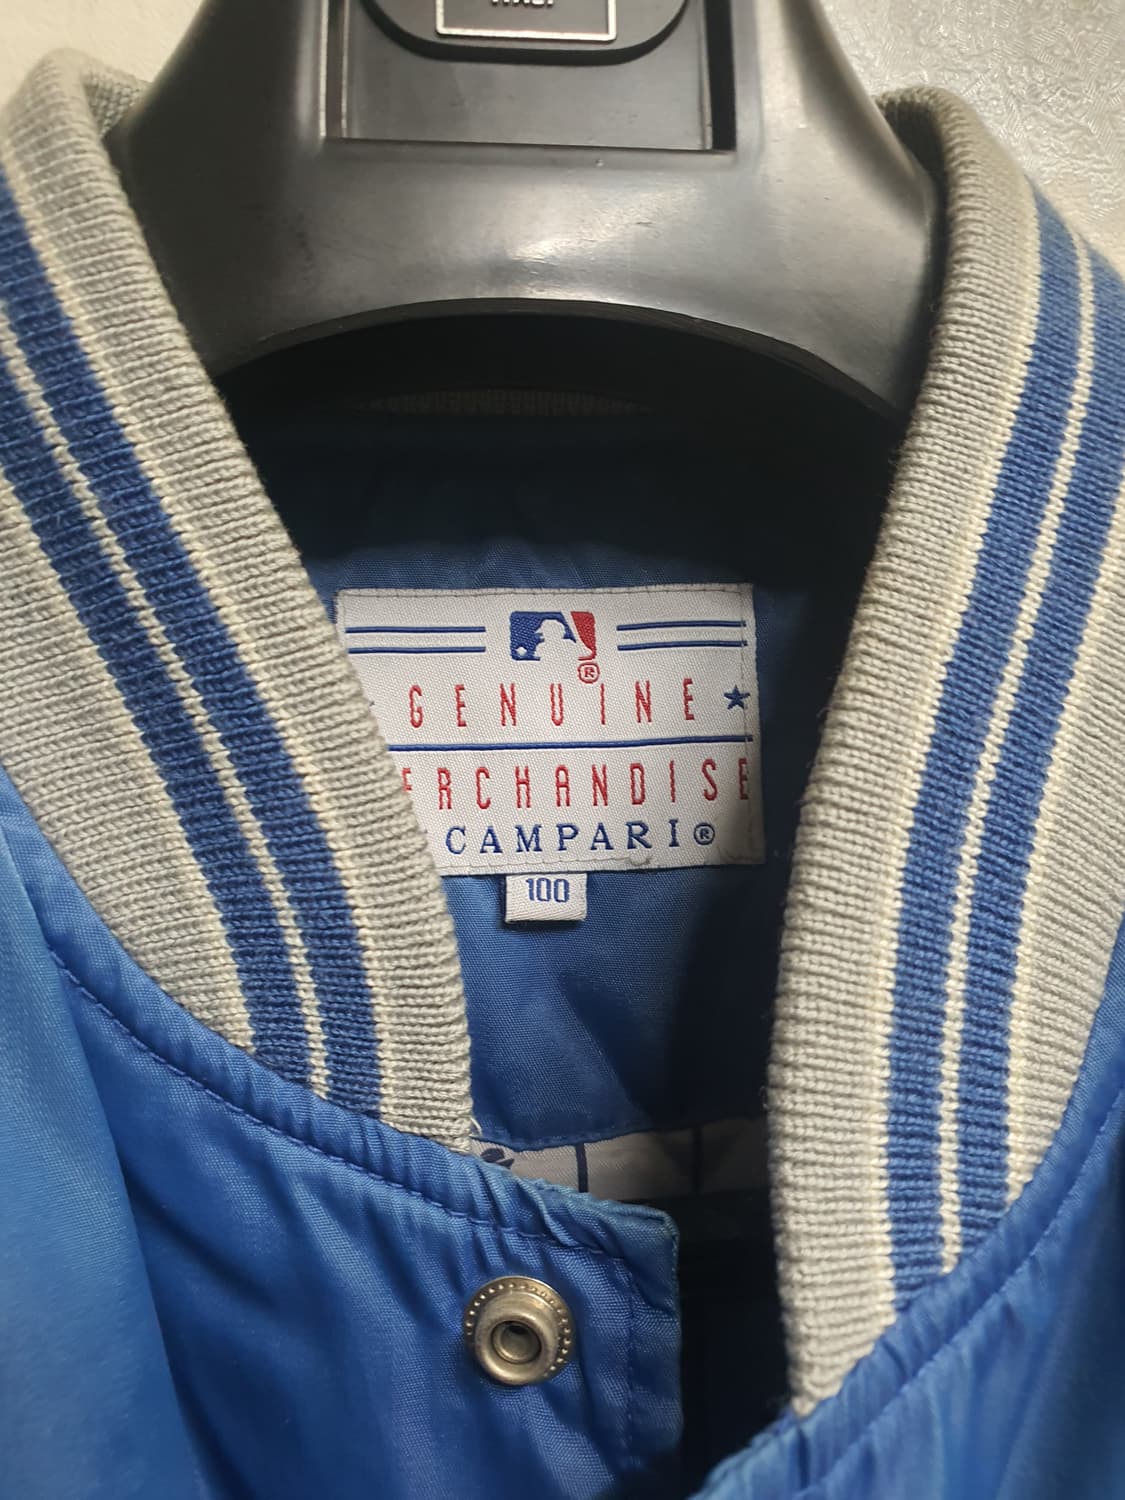 ®
GENUINE
ERCHANDISE
CAMPARI®
100